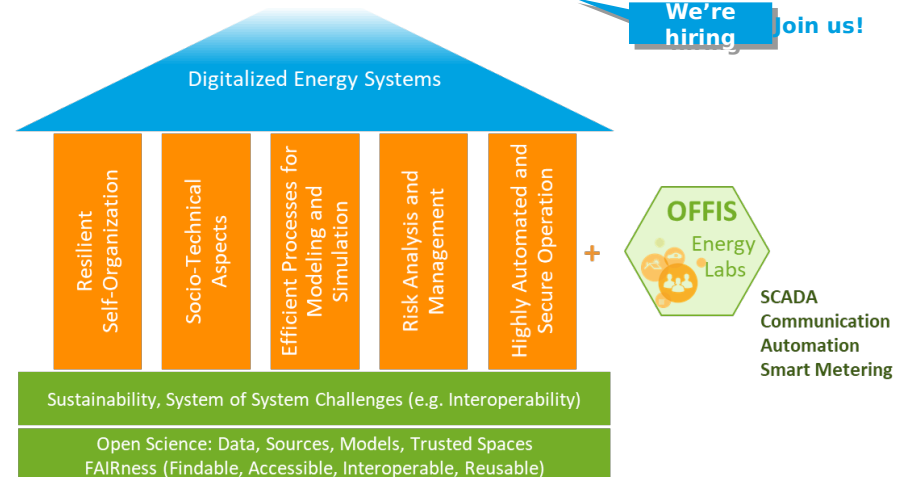 We're
hiring
Join us!
Digitalized Energy Systems
Resilient
Self-Organization
Socio-Technical
Aspects
Efficient Processes for
Modeling and
Simulation
Risk Analysis and
Management
Highly Automated and
Secure Operation
+
OFFIS
Energy
Labs
SCADA
Communication
Automation
Smart Metering
Sustainability, System of System Challenges (e.g. Interoperability)
Open Science: Data, Sources, Models, Trusted Spaces
FAIRness (Findable, Accessible, Interoperable, Reusable)